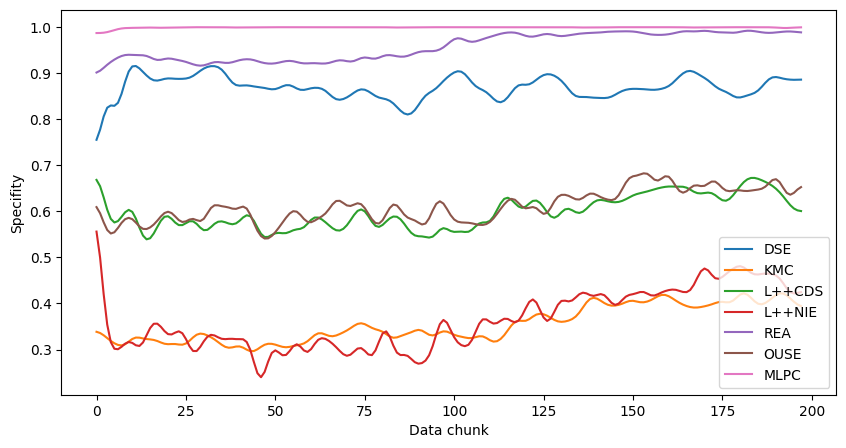 1.0
0.9
0.8
0.7
0.6
0.5
0.4
0.3
Specifity
0
25
50
75
100
125
150
175
200
Data chunk
DSE
KMC
L++CDS
L++NIE
REA
OUSE
MLPC